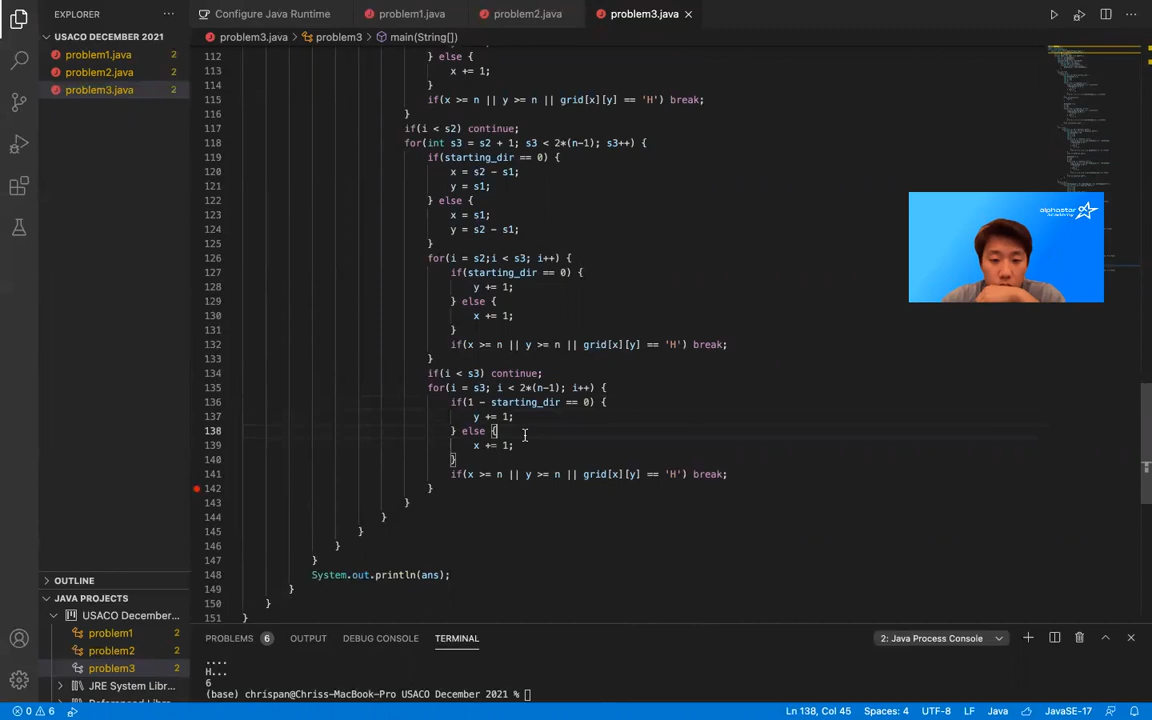 EXPLORER
Configure Java Runtime
problem1.java
problem2.java
problem3.java
USACO DECEMBER 2021
problem3.java > problem3 > main(String[])
problem1.java 2
problem2.java 2
problem3.java 2
112 } else {
113 x += 1;
114 }
115 if(x >= n || y >= n || grid[x][y] == 'H') break;
116 }
117 if(i < s2) continue;
118 for(int s3 = s2 + 1; s3 < 2*(n-1); s3++) {
119 if(starting_dir == 0) {
120 x = s2 - s1;
121 y = s1;
122 } else {
123 x = s1;
124 y = s2 - s1;
125 }
126 for(i = s2;i < s3; i++) {
127 if(starting_dir == 0) {
128 y += 1;
129 } else {
130 x += 1;
131 }
132 if(x >= n || y >= n || grid[x][y] == 'H') break;
133 }
134 if(i < s3) continue;
135 for(i = s3; i < 2*(n-1); i++) {
136 if(1 - starting_dir == 0) {
137 y += 1;
138 } else {
139 x += 1;
140 }
141 if(x >= n || y >= n || grid[x][y] == 'H') break;
142 }
143 }
144 }
145 }
146 }
147 }
148 System.out.println(ans);
149 }
150 }
151 }
alphastar
Academy
OUTLINE
JAVA PROJECTS
USACO December...
problem1 2
problem2 2
problem3 2
JRE System Libr...
PROBLEMS 6 OUTPUT DEBUG CONSOLE TERMINAL
2: Java Process Console
....
H...
6
(base) chrispan@Chriss-MacBook-Pro USACO December 2021 %
0 6
Ln 138, Col 45 Spaces: 4 UTF-8 LF Java JavaSE-17